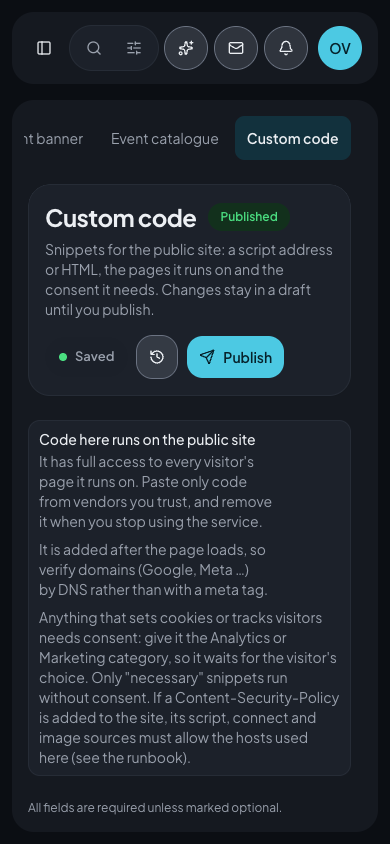 OV
nt banner
Event catalogue
Custom code
Custom code
Published
Snippets for the public site: a script address
or HTML, the pages it runs on and the
consent it needs. Changes stay in a draft
until you publish.
Saved
Publish
Code here runs on the public site
It has full access to every visitor's
page it runs on. Paste only code
from vendors you trust, and remove
it when you stop using the service.
It is added after the page loads, so
verify domains (Google, Meta …)
by DNS rather than with a meta tag.
Anything that sets cookies or tracks visitors
needs consent: give it the Analytics or
Marketing category, so it waits for the visitor's
choice. Only "necessary" snippets run
without consent. If a Content-Security-Policy
is added to the site, its script, connect and
image sources must allow the hosts used
here (see the runbook).
All fields are required unless marked optional.